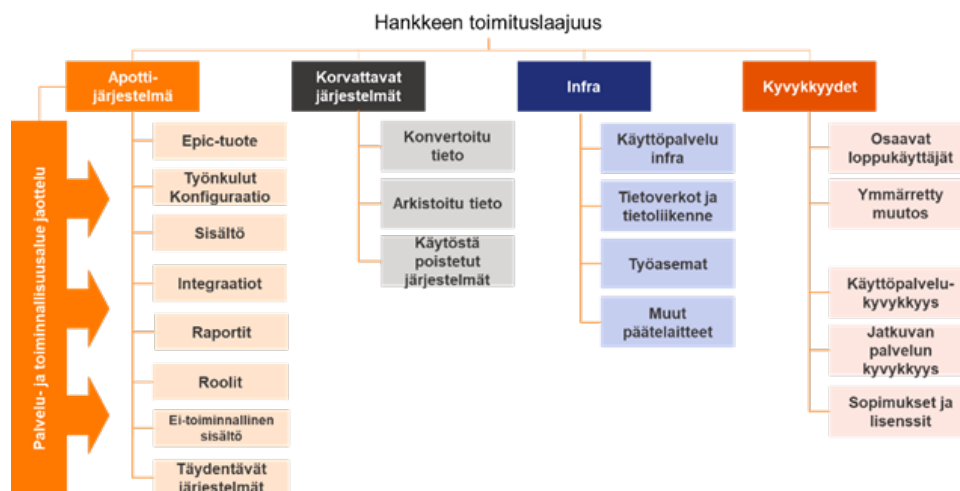 Hankkeen toimituslaajuus
Apotti-
järjestelmä
Korvattavat
järjestelmät
Infra
Kyvykkyydet
Palvelu- ja toiminnallisuusalue jaottelu
Epic-tuote
Työnkulut
Konfiguraatio
Sisältö
Integraatiot
Raportit
Roolit
Ei-toiminnallinen
sisältö
Täydentävät
järjestelmät
Konvertoitu
tieto
Arkistoitu tieto
Käytöstä
poistetut
järjestelmät
Käyttöpalvelu
infra
Tietoverkot ja
tietoliikenne
Työasemat
Muut
päätelaitteet
Osaavat
loppukäyttäjät
Ymmärretty
muutos
Käyttöpalvelu-
kyvykkyys
Jatkuvan
palvelun
kyvykkyys
Sopimukset ja
lisenssit